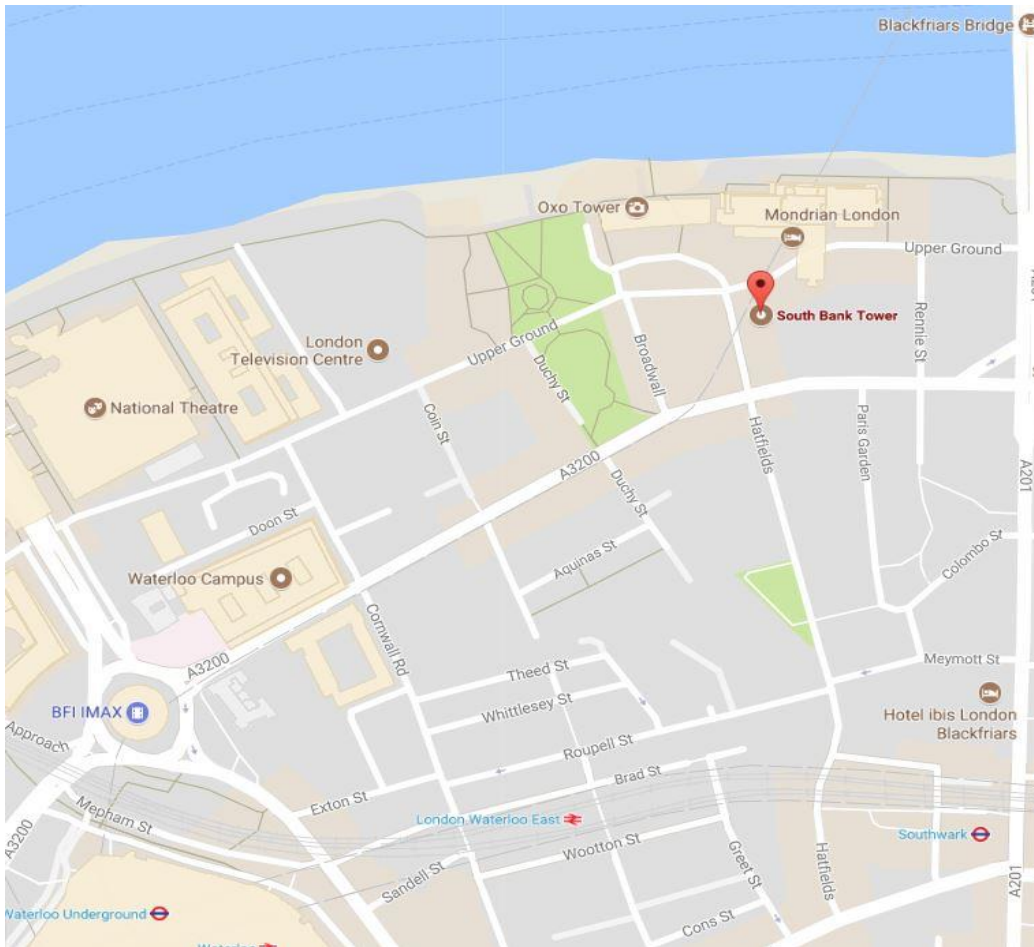 Blackfriars Bridge
Oxo Tower
Mondrian London
Upper Ground
South Bank Tower
Rennie St
London
Television Centre
Upper Ground
Broadwall
Duchy St
National Theatre
Coin St
Hatfields
Paris Garden
A3200
A201
Duchy St
Doon St
Aquinas St
Colombo St
Waterloo Campus
Cornwall Rd
A3200
Theed St
Meymott St
Whittlesey St
BFI IMAX
Hotel ibis London
Blackfriars
Approach
Roupell St
Brad St
Exton St
Mepham St
London Waterloo East
Southwark
A3200
Wootton St
Greet St
Hatfields
Sandell St
A201
Waterloo Underground
Cons St